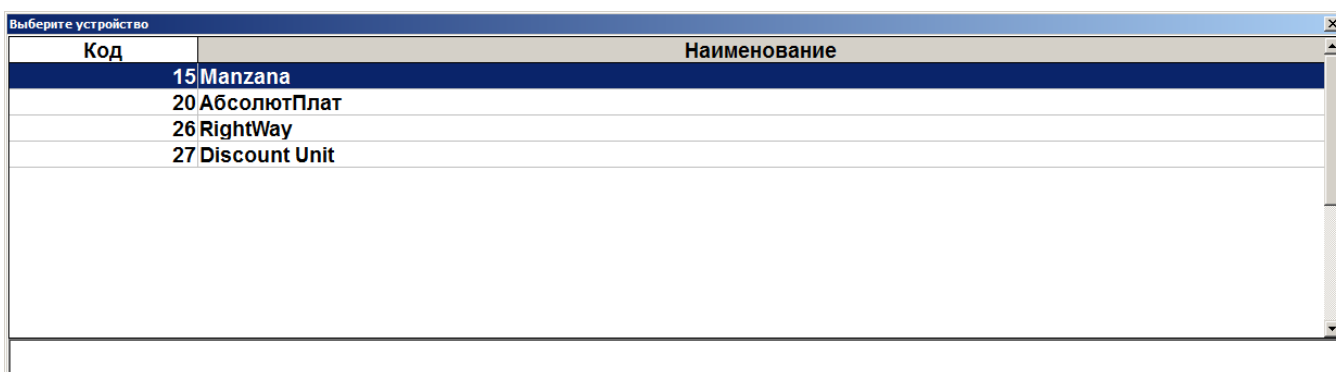 Выберите устройство
Код Наименование
15 Manzana
20 АбсолютПлат
26 RightWay
27 Discount Unit